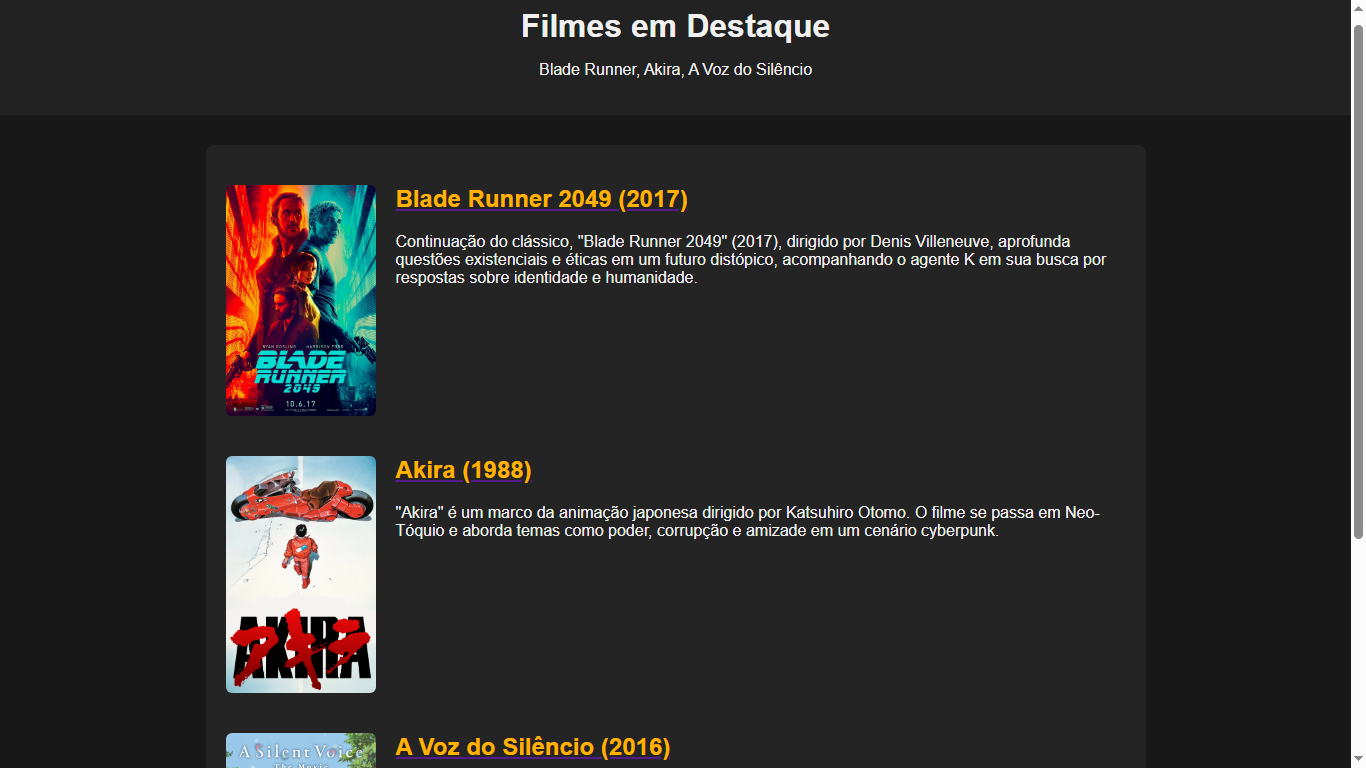 Filmes em Destaque
Blade Runner, Akira, A Voz do Silêncio
Blade Runner 2049 (2017)
Continuação do clássico, "Blade Runner 2049" (2017), dirigido por Denis Villeneuve, aprofunda
questões existenciais e éticas em um futuro distópico, acompanhando o agente K em sua busca por
respostas sobre identidade e humanidade.
RYAN GOSLING HARRISON FORD
BLADE
RUNNER
2049
10.6.17
Akira (1988)
"Akira" é um marco da animação japonesa dirigido por Katsuhiro Otomo. O filme se passa em Neo-
Tóquio e aborda temas como poder, corrupção e amizade em um cenário cyberpunk.
AKIRA
アキラ
A Silent Voice
The Movie
A Voz do Silêncio (2016)